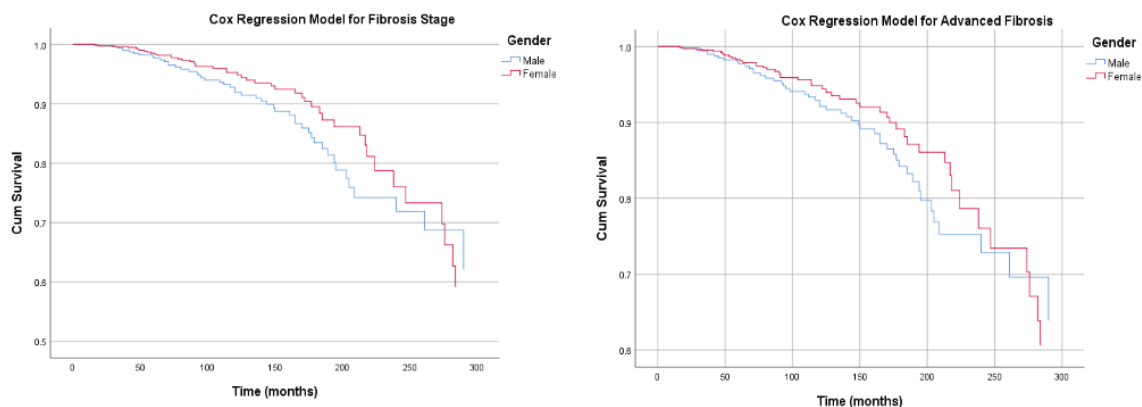 Cox Regression Model for Fibrosis Stage
Gender
Male
Female
Cum Survival
1.0
0.9
0.8
0.7
0.6
0.5
0 50 100 150 200 250 300
Time (months)
Cox Regression Model for Advanced Fibrosis
Gender
Male
Female
Cum Survival
1.0
0.9
0.8
0.7
0.6
0 50 100 150 200 250 300
Time (months)